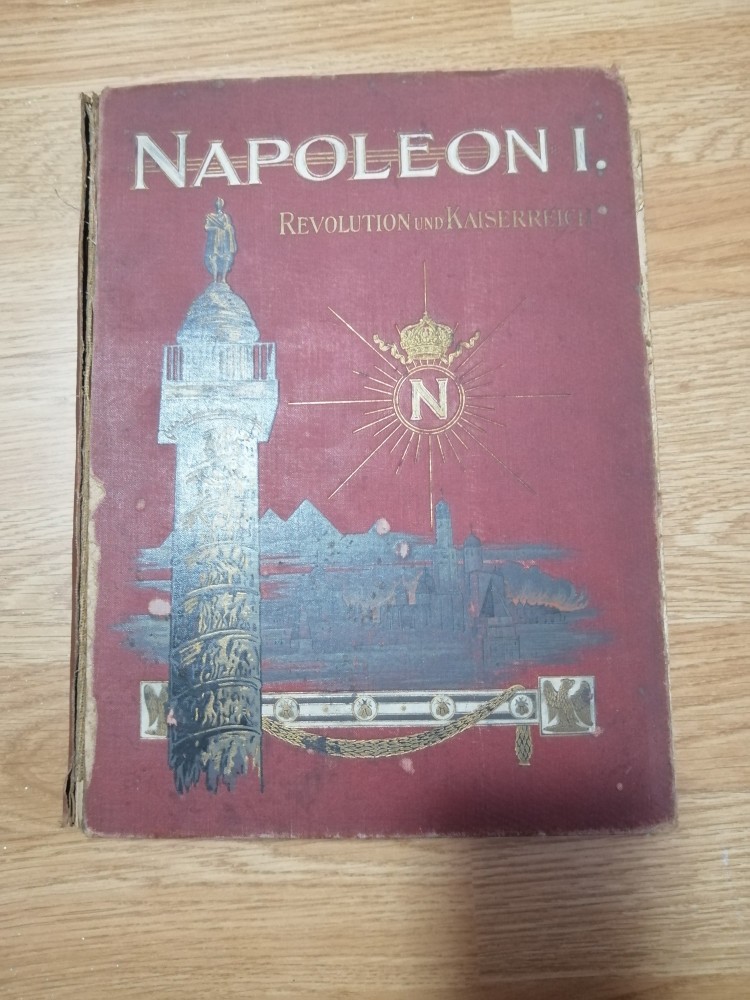 NAPOLEON I.
REVOLUTION UND KAISERREICH
N